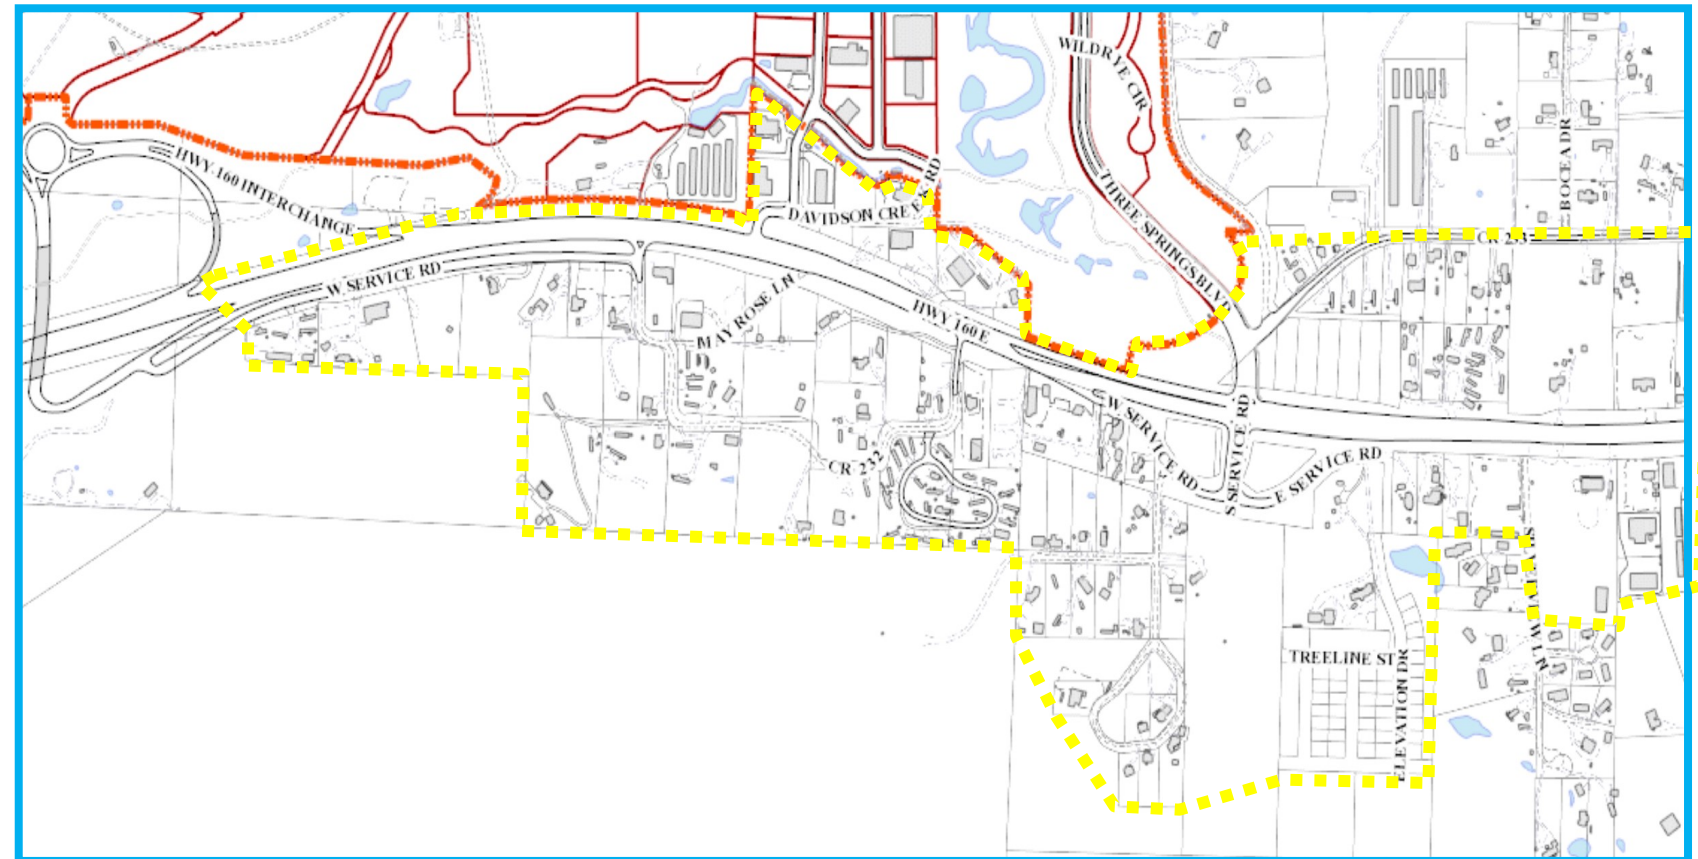 WILDRYE CIR
BOCEA DR
HWY 160 INTERCHANGE
DAVIDSON CREEK RD
THREE SPRINGS BLVD
CR 233
W SERVICE RD
MAY ROSE LN
HWY 160 E
CR 232
W SERVICE RD
S SERVICE RD
E SERVICE RD
TREELINE ST
ELEVATION DR